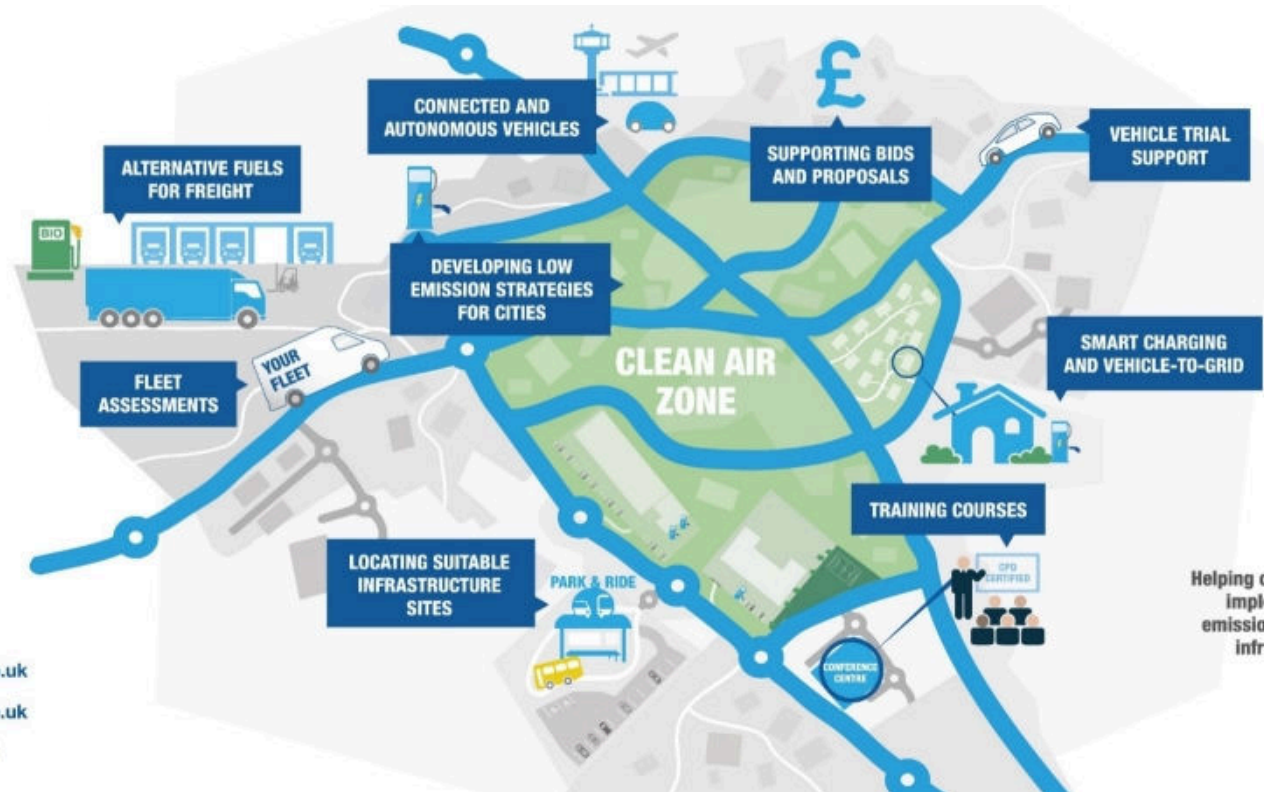 CONNECTED AND
AUTONOMOUS VEHICLES
£
SUPPORTING BIDS
AND PROPOSALS
VEHICLE TRIAL
SUPPORT
ALTERNATIVE FUELS
FOR FREIGHT
BIO
DEVELOPING LOW
EMISSION STRATEGIES
FOR CITIES
YOUR
FLEET
FLEET
ASSESSMENTS
CLEAN AIR
ZONE
SMART CHARGING
AND VEHICLE-TO-GRID
TRAINING COURSES
CPD
CERTIFIED
LOCATING SUITABLE
INFRASTRUCTURE
SITES
PARK & RIDE
CONFERENCE
CENTRE
Helping
.uk
.uk